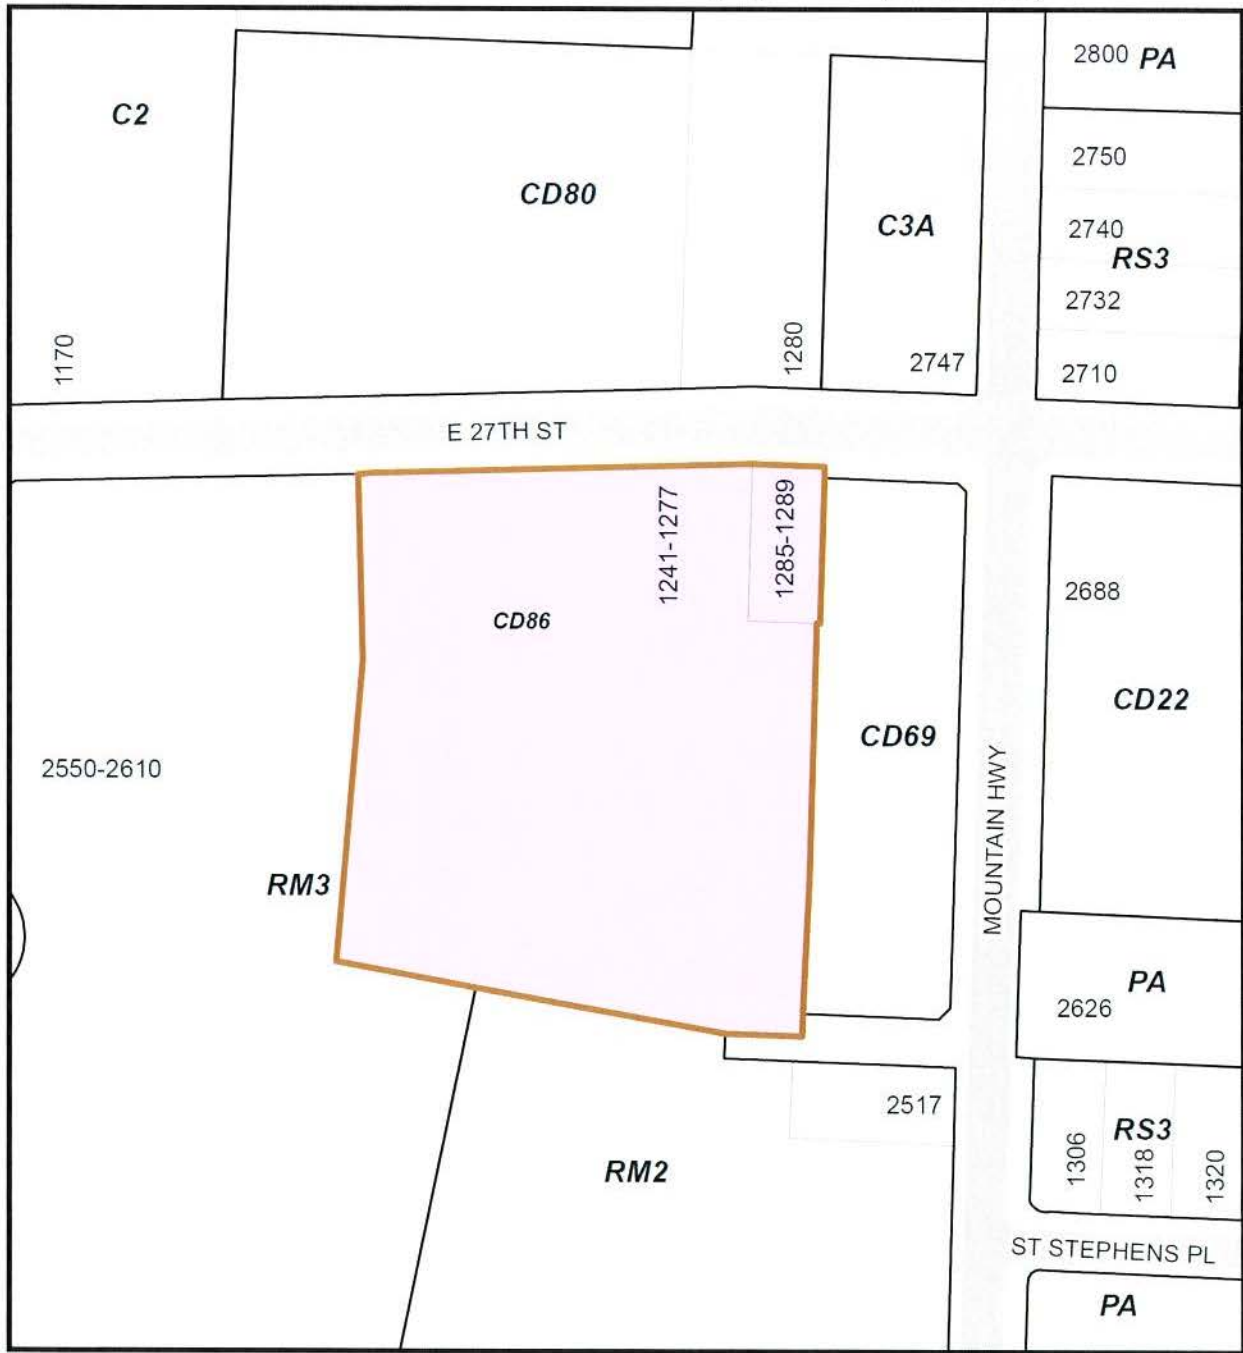 2800 PA
C2
2750
CD80
C3A
2740
RS3
2732
1170
1280
2747
2710
E 27TH ST
1241-1277
1285-1289
2688
CD86
CD22
CD69
2550-2610
MOUNTAIN HWY
RM3
PA
2626
2517
RS3
1306
1318
1320
RM2
ST STEPHENS PL
PA